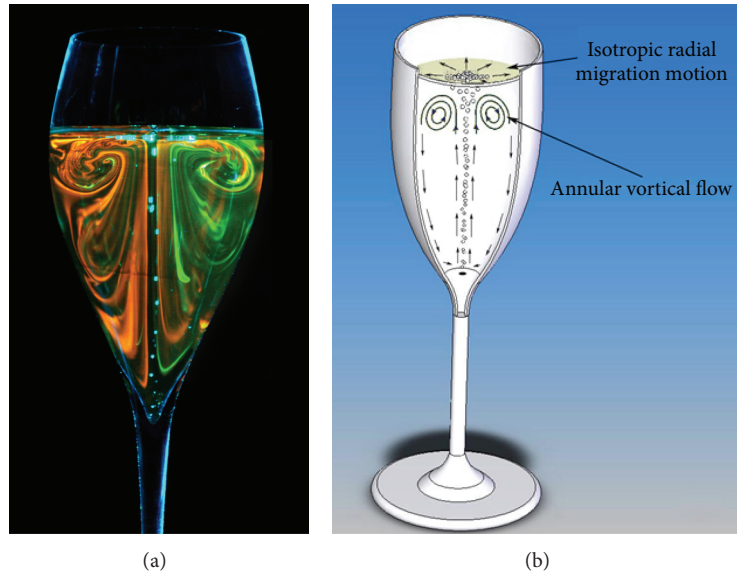 Isotropic radial
migration motion
Annular vortical flow
(a)
(b)